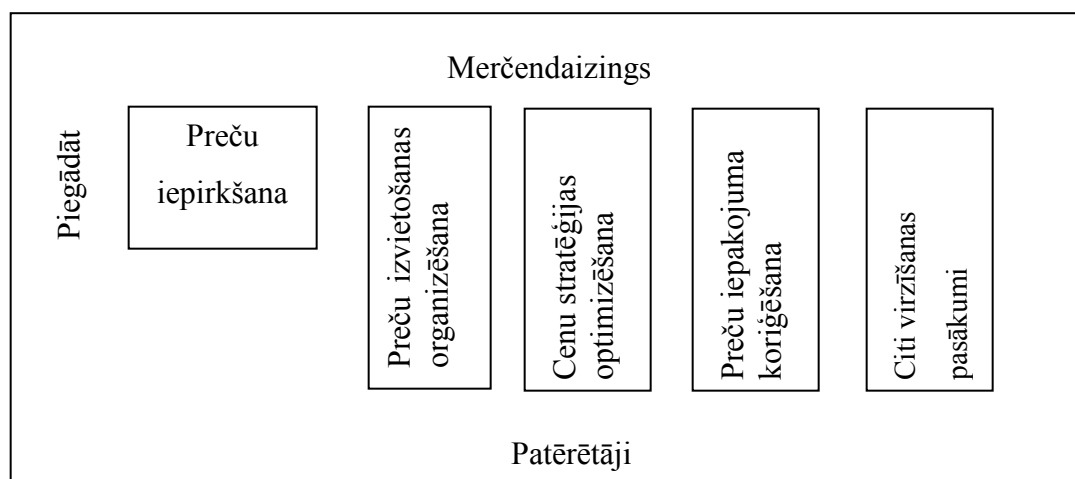 Merčendaizings
Piegādāt
Preču
iepirkšana
Preču izvietošanas
organizēšana
Cenu stratēģijas
optimizēšana
Preču iepakojuma
koriģēšana
Citi virzīšanas
pasākumi
Patērētāji